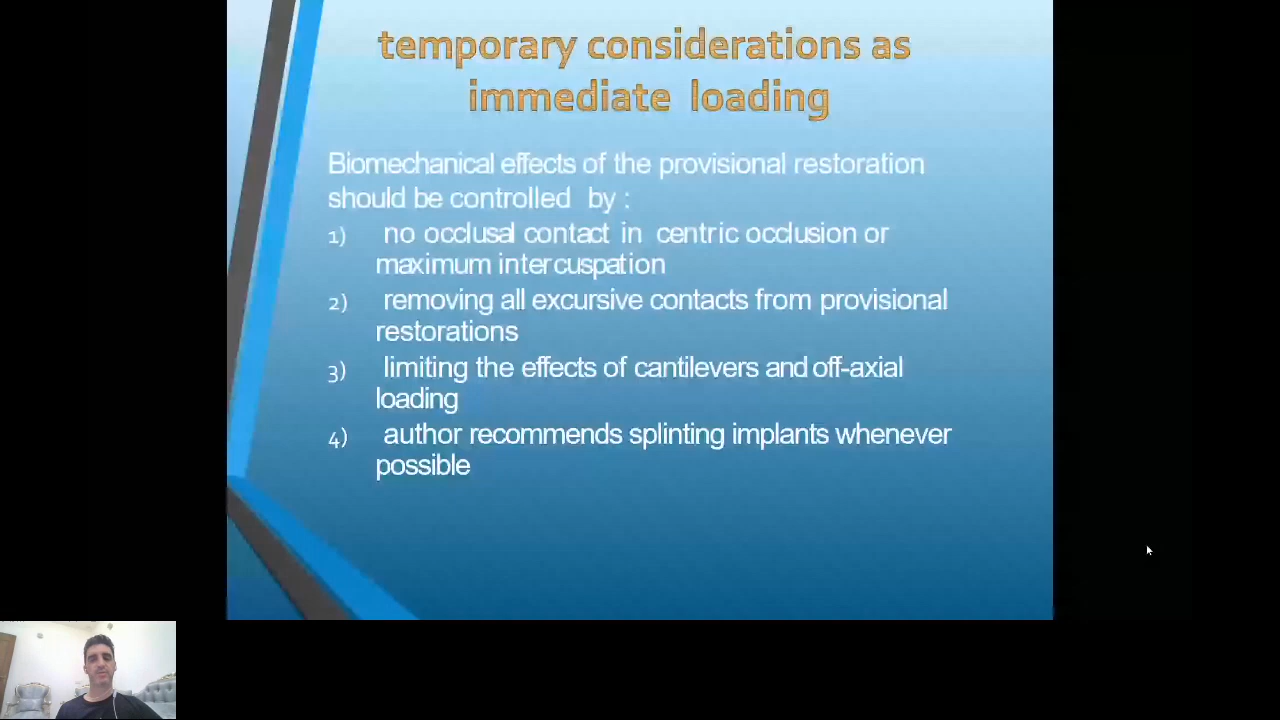 temporary considerations as
immediate loading
Biomechanical effects of the provisional restoration
should be controlled by :
1) no occlusal contact in centric occlusion or
maximum intercuspation
2) removing all excursive contacts from provisional
restorations
3) limiting the effects of cantilevers and off-axial
loading
4) author recommends splinting implants whenever
possible